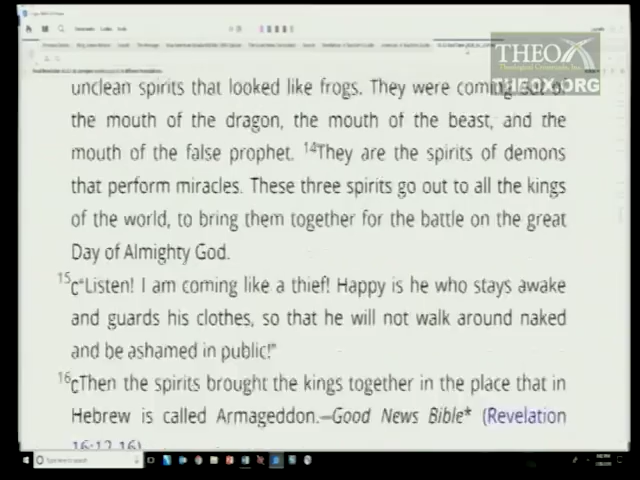 THEOX
THEOX.ORG
unclean spirits that looked like frogs. They were coming out of
the mouth of the dragon, the mouth of the beast, and the
mouth of the false prophet. 14They are the spirits of demons
that perform miracles. These three spirits go out to all the kings
of the world, to bring them together for the battle on the great
Day of Almighty God.
15c“Listen! I am coming like a thief! Happy is he who stays awake
and guards his clothes, so that he will not walk around naked
and be ashamed in public!”
16cThen the spirits brought the kings together in the place that in
Hebrew is called Armageddon.—Good News Bible* (Revelation
16:12-16)